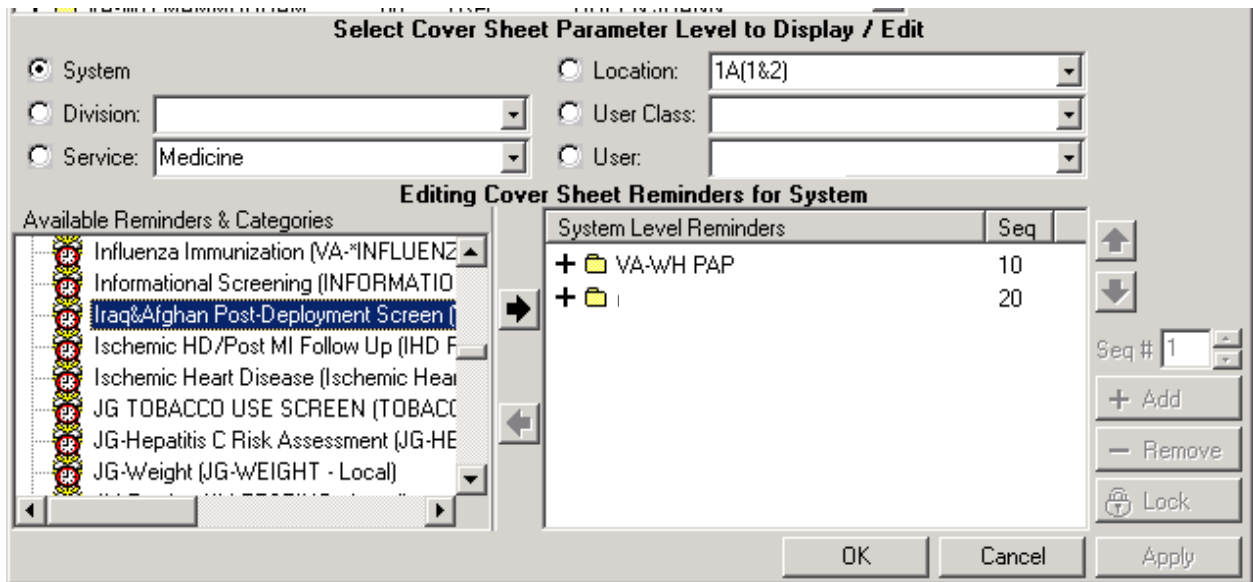 Select Cover Sheet Parameter Level to Display / Edit
System
Location: 1A(1&2)
Division:
User Class:
Service: Medicine
User:
Editing Cover Sheet Reminders for System
Available Reminders & Categories
Influenza Immunization (VA-*INFLUENZ
Informational Screening (INFORMATIO
Iraq&Afghan Post-Deployment Screen (
Ischemic HD/Post MI Follow Up (IHD F
Ischemic Heart Disease (Ischemic Hear
JG TOBACCO USE SCREEN (TOBACC
JG-Hepatitis C Risk Assessment (JG-HE
JG-Weight (JG-WEIGHT - Local)
System Level Reminders Seq
VA-WH PAP 10
20
Seq # 1
Add
Remove
Lock
OK Cancel Apply